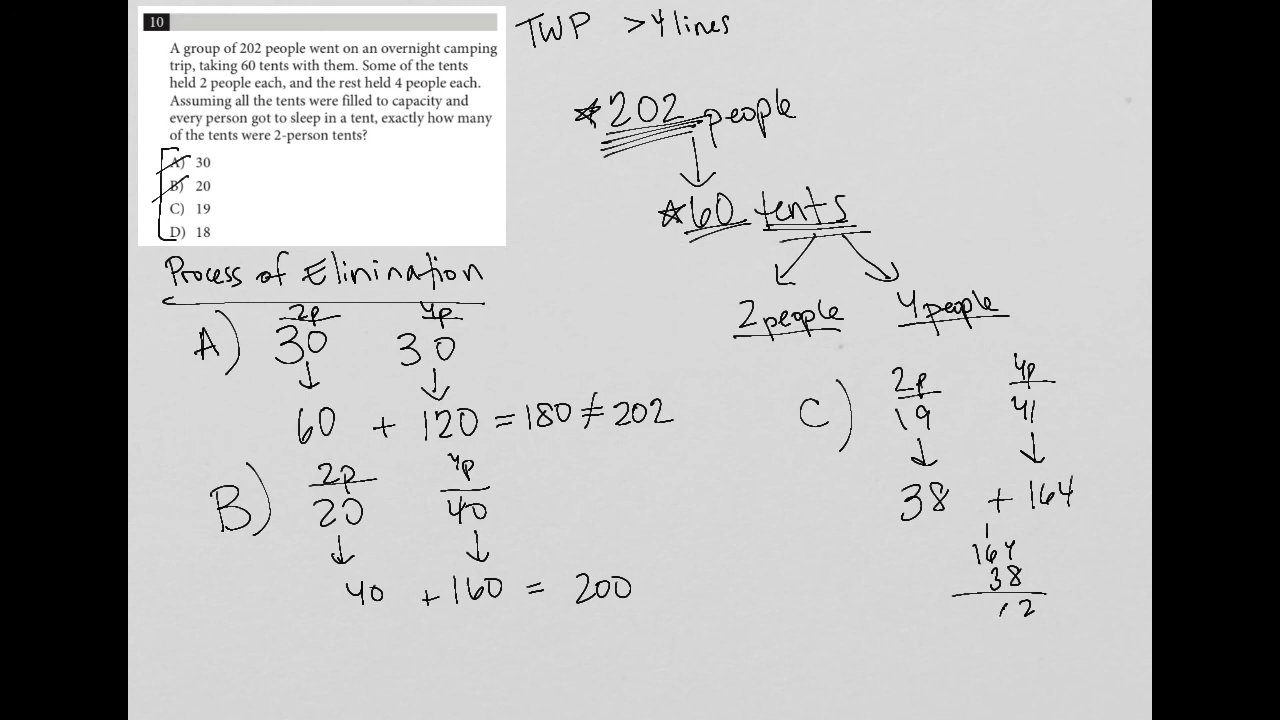 10
A group of 202 people went on an overnight camping
trip, taking 60 tents with them. Some of the tents
held 2 people each, and the rest held 4 people each.
Assuming all the tents were filled to capacity and
every person got to sleep in a tent, exactly how many
of the tents were 2-person tents?
A) 30
B) 20
C) 19
D) 18
TWP >4 lines
*202 people
*60 tents
2 people 4 people
Process of Elinination
A) 2p 4p
30 30
60 + 120 = 180 ≠ 202
B) 2p 4p
20 40
40 + 160 = 200
C) 2p 4p
19 41
38 + 164
1
164
38
2